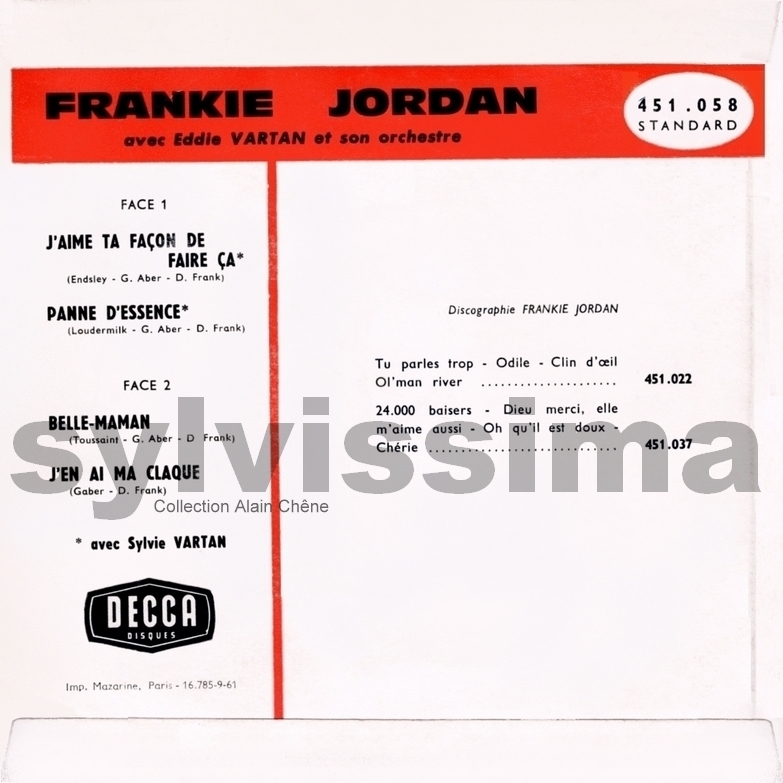 FRANKIE JORDAN
avec Eddie VARTAN et son orchestre
451.058
STANDARD
FACE 1
J'AIME TA FAÇON DE
FAIRE ÇA*
(Endsley - G. Aber - D. Frank)
PANNE D'ESSENCE*
(Loudermilk - G. Aber - D. Frank)
FACE 2
BELLE-MAMAN
(Toussaint - G. Aber - D. Frank)
J'EN AI MA CLAQUE
(Gaber - D. Frank)
* avec Sylvie VARTAN
DECCA
DISQUES
Imp. Mazarine, Paris - 16.785-9-61
Discographie FRANKIE JORDAN
Tu parles trop - Odile - Clin d'œil
Ol'man river .................... 451.022
24.000 baisers - Dieu merci, elle
m'aime aussi - Oh qu'il est doux -
Chérie ............................ 451.037
sylvissima
Collection Alain Chêne